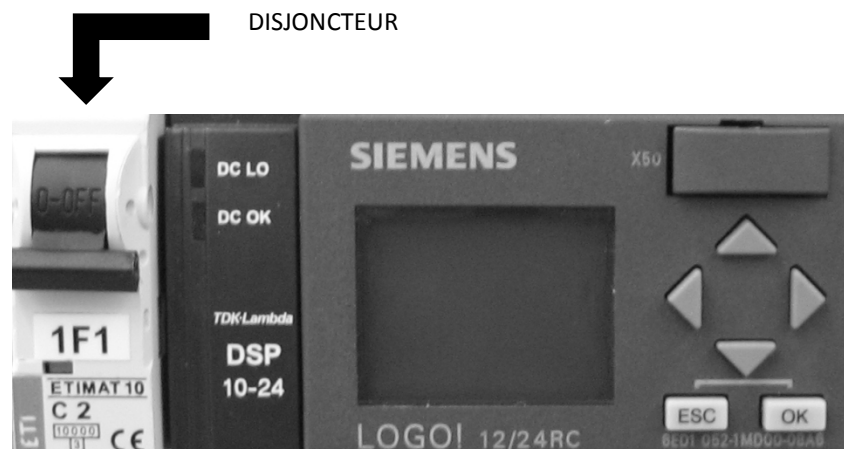 DISJONCTEUR
O-OFF
1F1
ETIMAT 10
C 2
10000
3
ETI
CE
DC LO
DC OK
TDK-Lambda
DSP
10-24
SIEMENS
X50
ESC
OK
LOGO! 12/24RC
6ED1 052-1MD00-0BA6